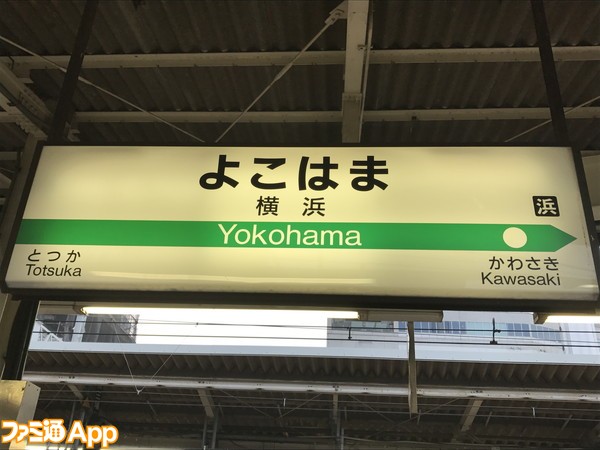 よこはま
横浜
浜
Yokohama
とつか
Totsuka
かわさき
Kawasaki
ファミ通App